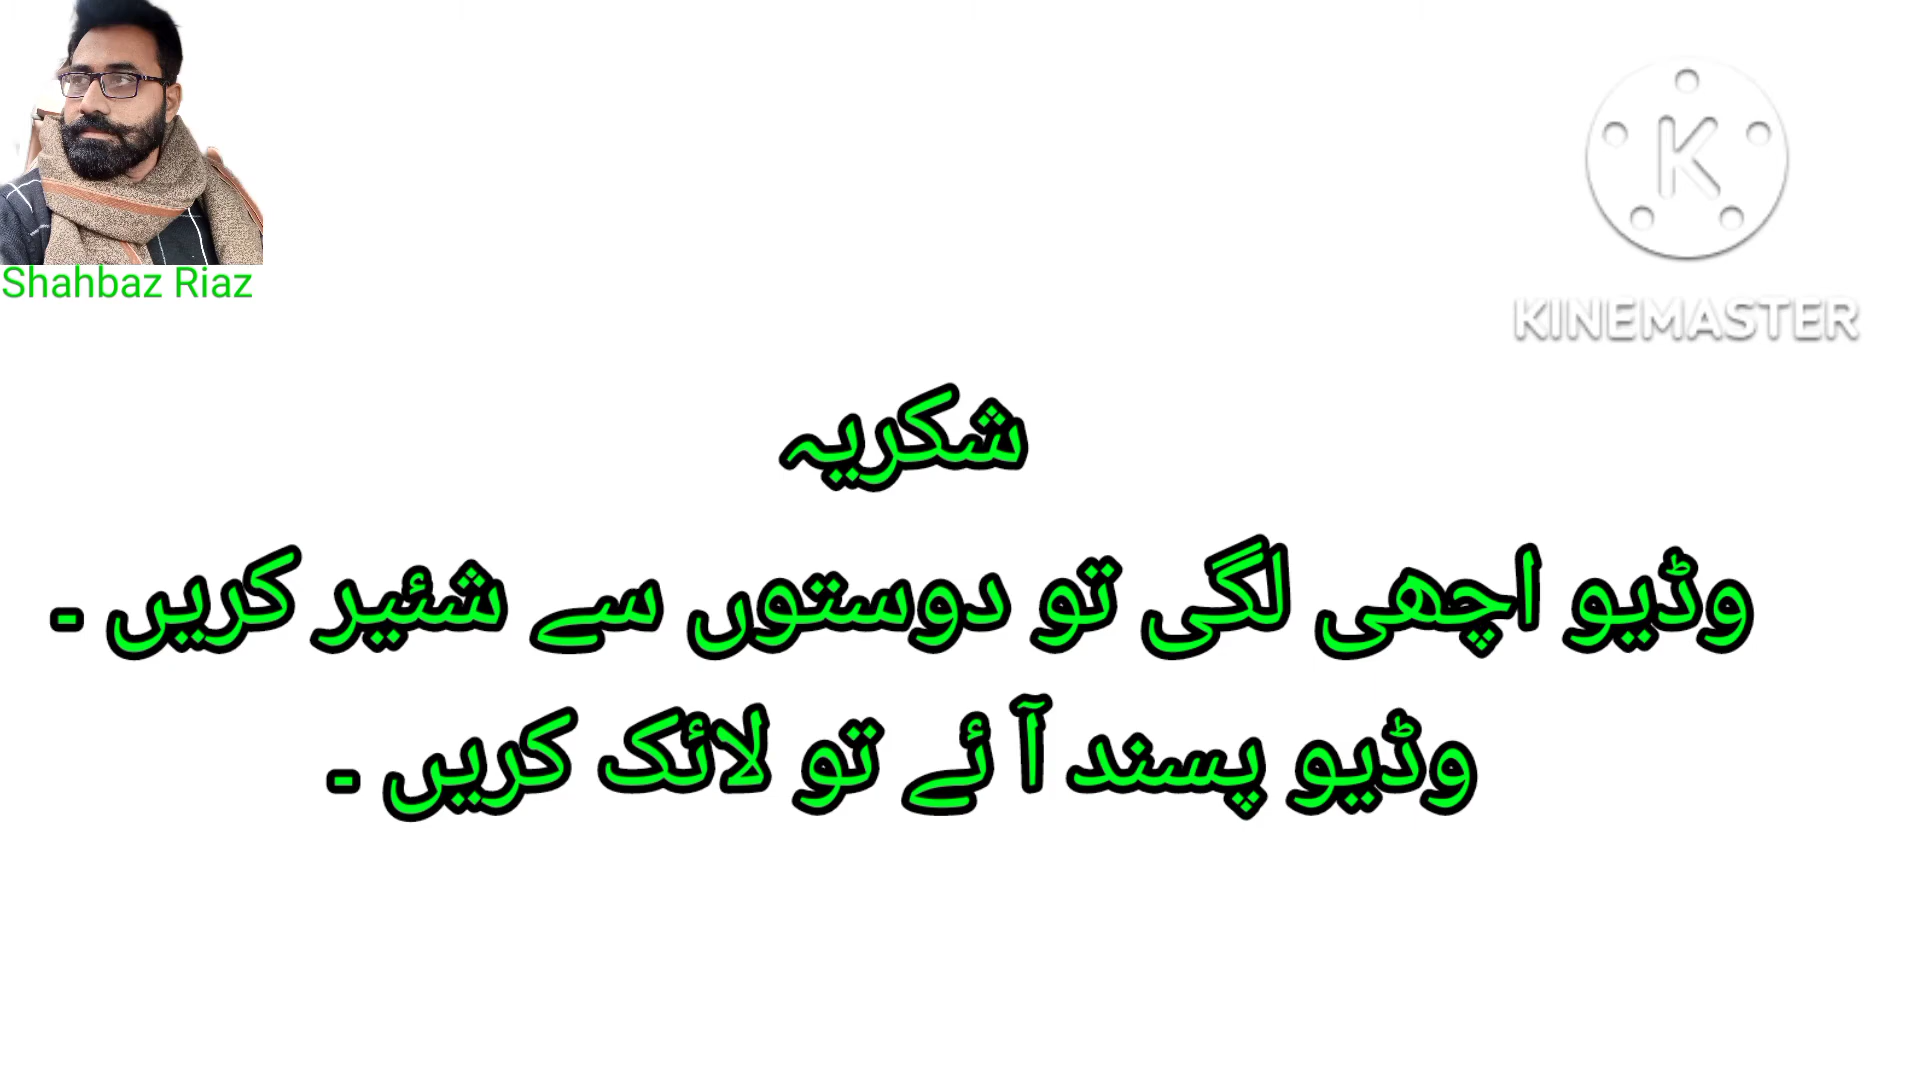 Shahbaz Riaz
K
KINEMASTER
شکریہ
وڈیو اچھی لگی تو دوستوں سے شئیر کریں ۔
وڈیو پسند آ ئے تو لائک کریں ۔